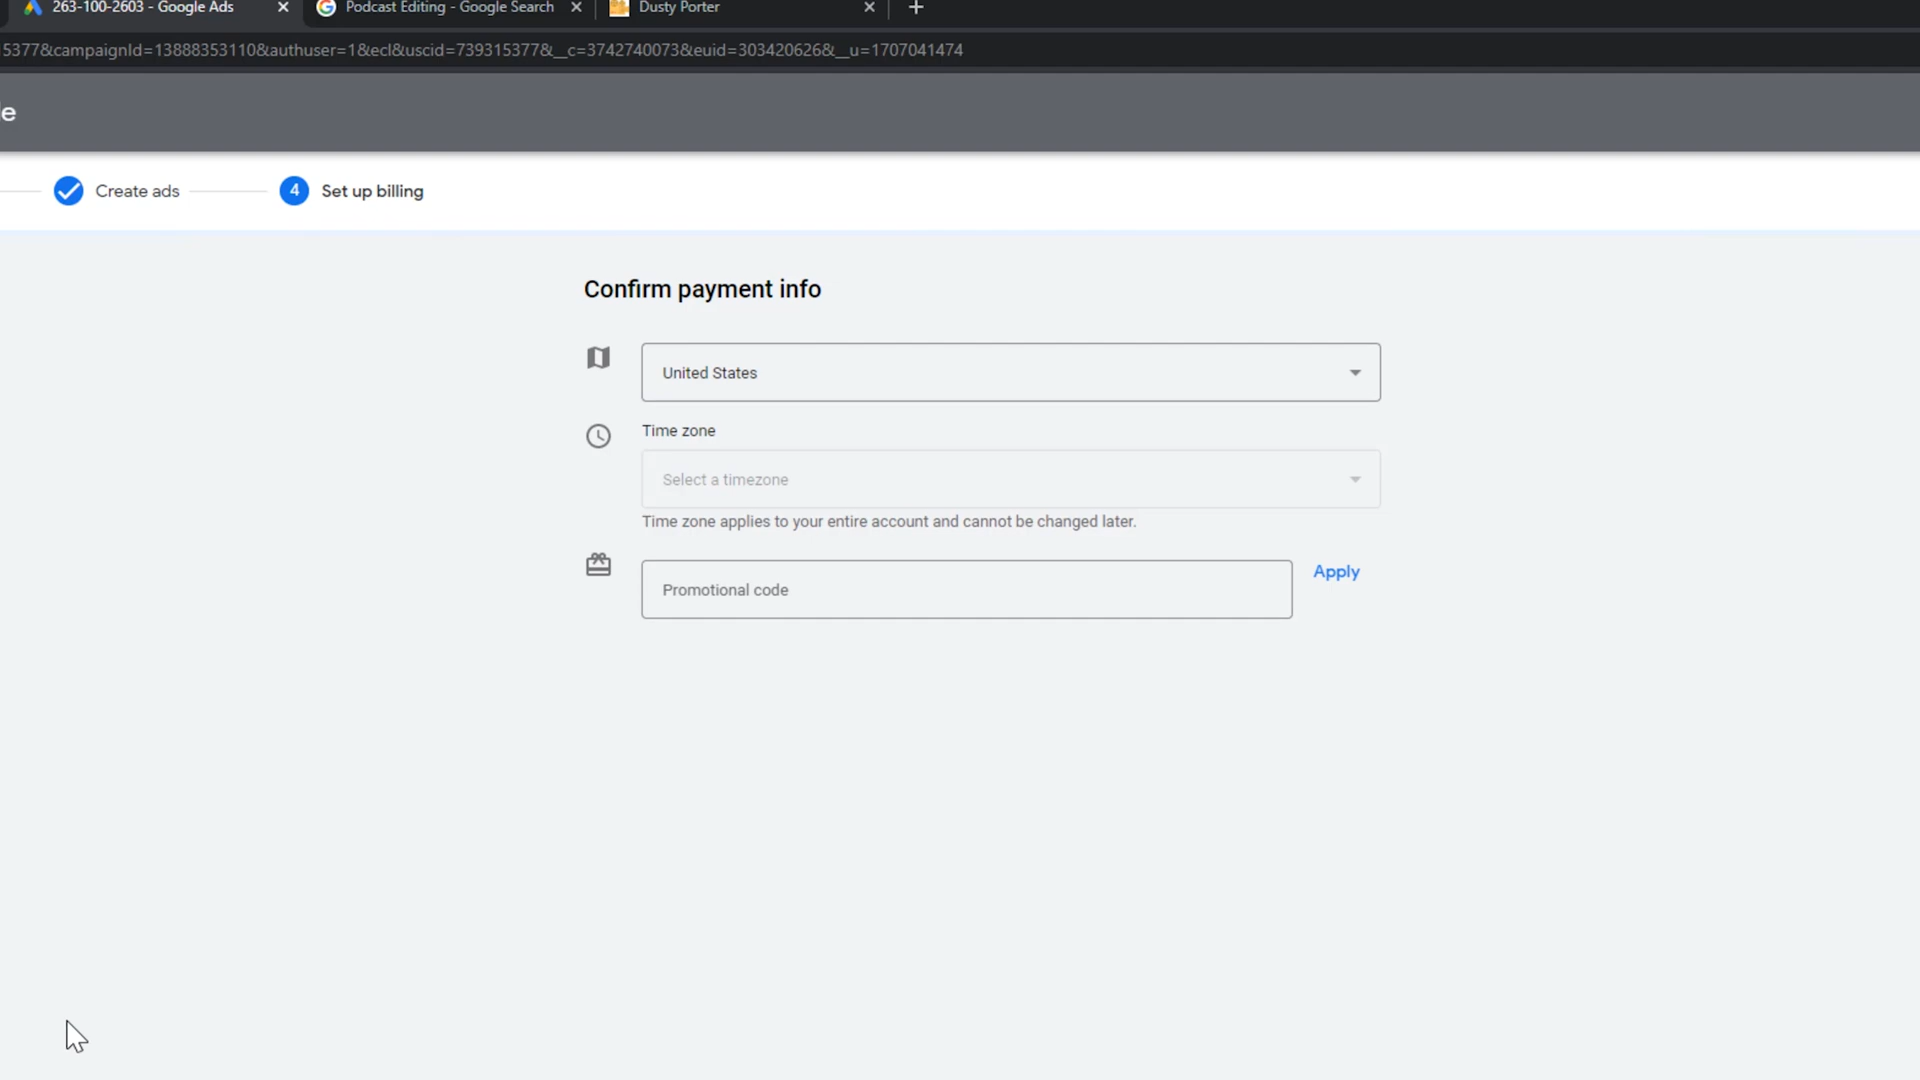 263-100-2603 - Google Ads
Podcast Editing - Google Search
Dusty Porter
5377&campaignId=13888353110&authuser=1&ecl&uscid=739315377&__c=3742740073&euid=303420626&__u=1707041474
e
Create ads
4
Set up billing
Confirm payment info
United States
Time zone
Select a timezone
Time zone applies to your entire account and cannot be changed later.
Promotional code
Apply